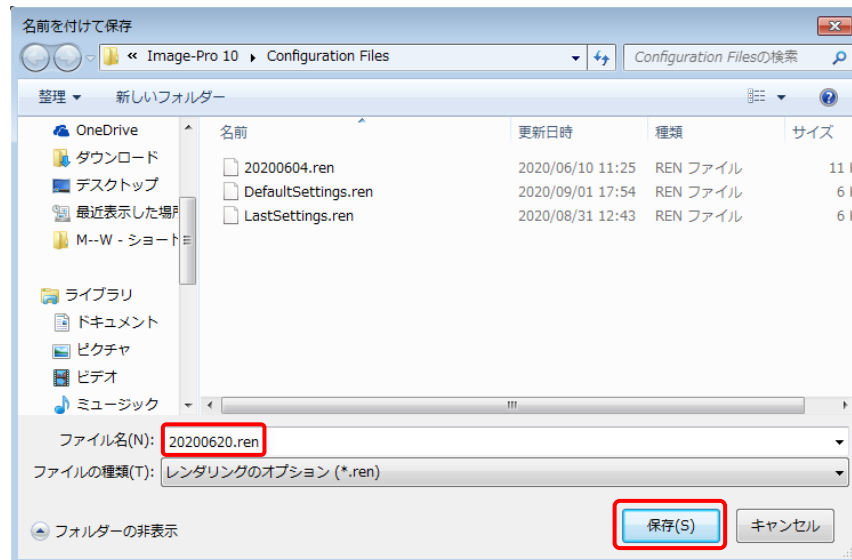 名前を付けて保存
« Image-Pro 10 ▸ Configuration Files
Configuration Filesの検索
整理 ▼ 新しいフォルダー
OneDrive
ダウンロード
デスクトップ
最近表示した場所
M--W - ショート
ライブラリ
ドキュメント
ピクチャ
ビデオ
ミュージック
名前 更新日時 種類 サイズ
20200604.ren 2020/06/10 11:25 REN ファイル 11
DefaultSettings.ren 2020/09/01 17:54 REN ファイル 6
LastSettings.ren 2020/08/31 12:43 REN ファイル 6
ファイル名(N): 20200620.ren
ファイルの種類(T): レンダリングのオプション (*.ren)
フォルダーの非表示
保存(S) キャンセル